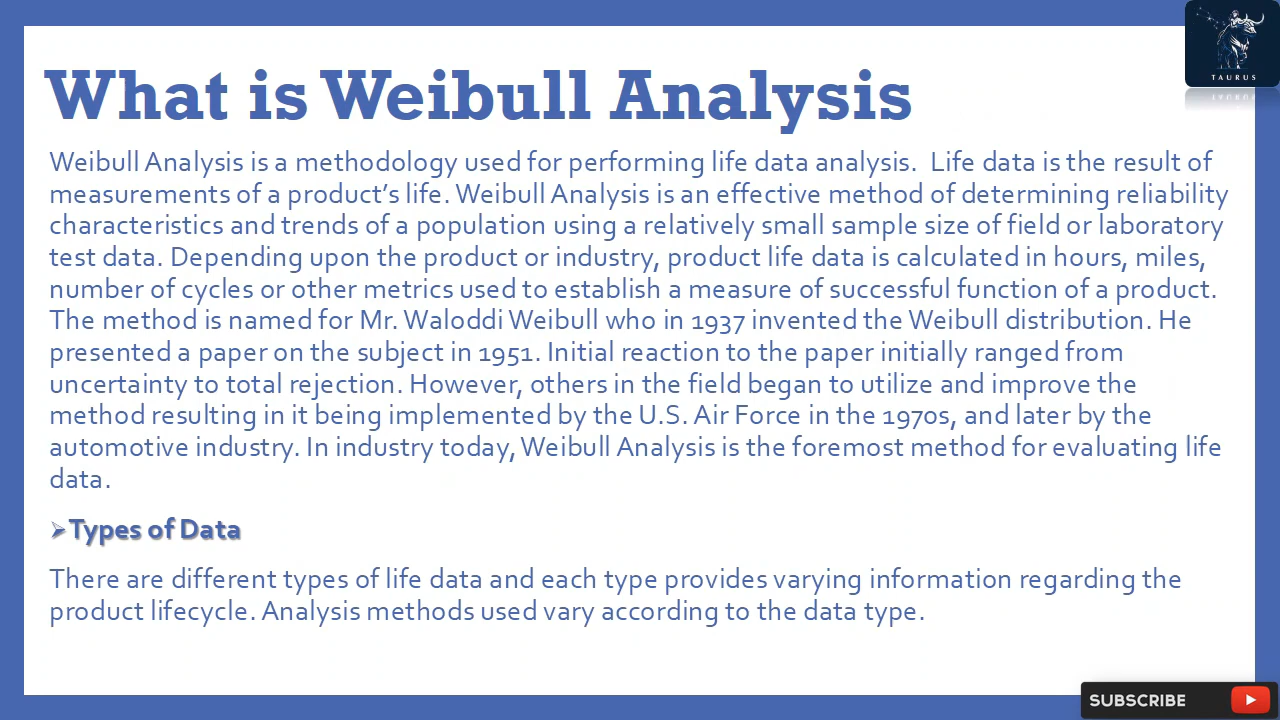 TAURUS
What is Weibull Analysis
Weibull Analysis is a methodology used for performing life data analysis.  Life data is the result of
measurements of a product’s life. Weibull Analysis is an effective method of determining reliability
characteristics and trends of a population using a relatively small sample size of field or laboratory
test data. Depending upon the product or industry, product life data is calculated in hours, miles,
number of cycles or other metrics used to establish a measure of successful function of a product.
The method is named for Mr. Waloddi Weibull who in 1937 invented the Weibull distribution. He
presented a paper on the subject in 1951. Initial reaction to the paper initially ranged from
uncertainty to total rejection. However, others in the field began to utilize and improve the
method resulting in it being implemented by the U.S. Air Force in the 1970s, and later by the
automotive industry. In industry today, Weibull Analysis is the foremost method for evaluating life
data.
➢Types of Data
There are different types of life data and each type provides varying information regarding the
product lifecycle. Analysis methods used vary according to the data type.
SUBSCRIBE